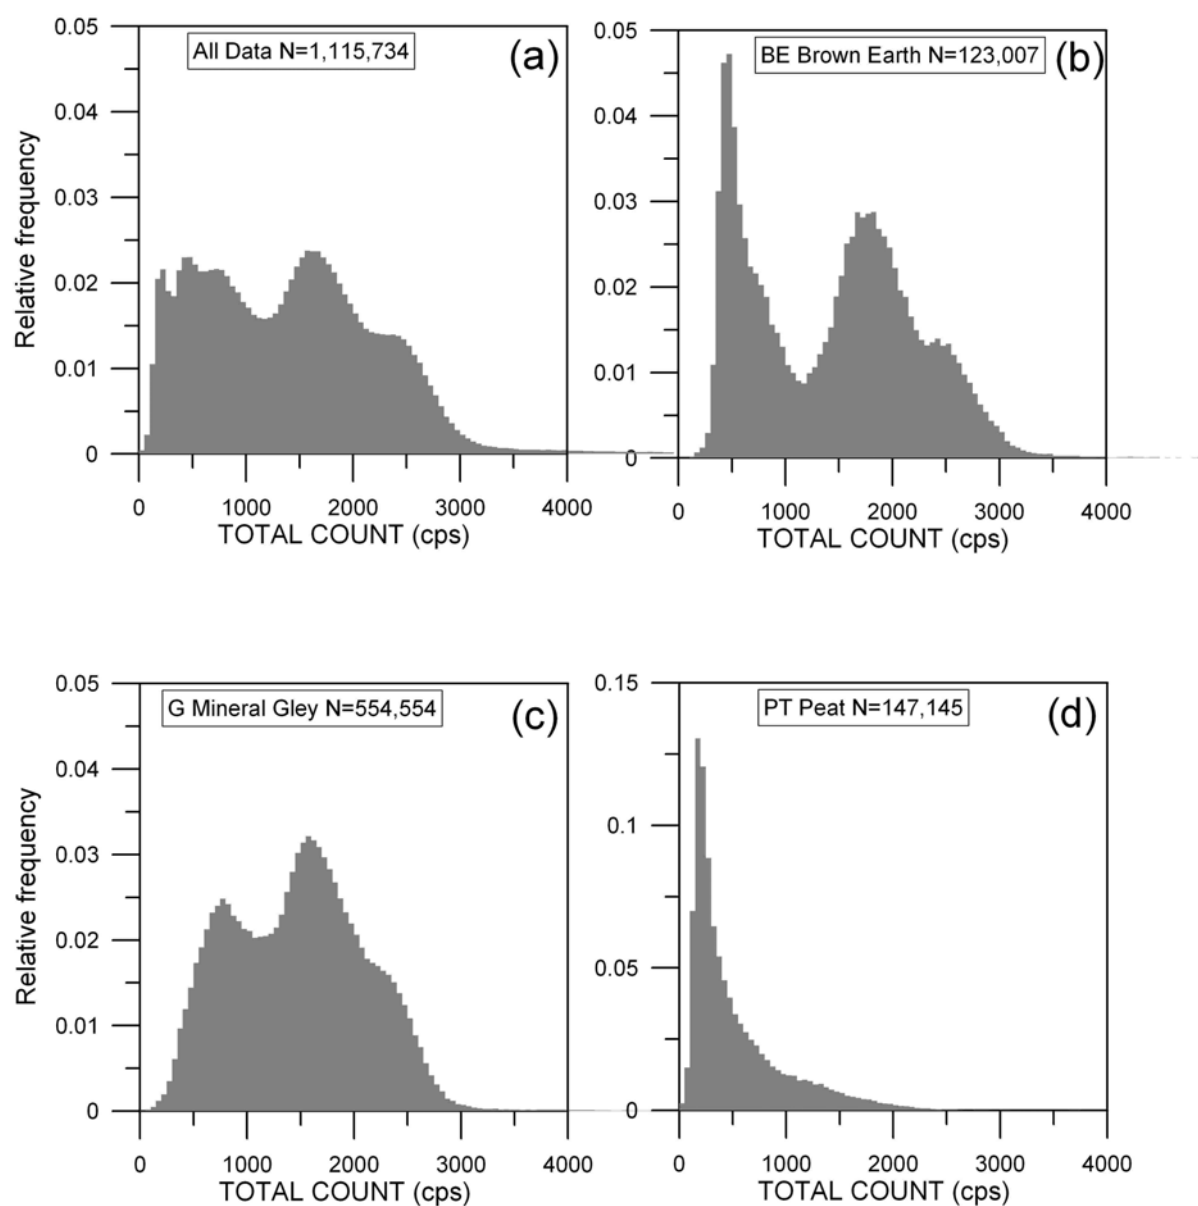 0.05
All Data N=1,115,734
(a)
0.04
0.03
0.02
0.01
0
Relative frequency
0 1000 2000 3000 4000
TOTAL COUNT (cps)
0.05
BE Brown Earth N=123,007
(b)
0.04
0.03
0.02
0.01
0
0 1000 2000 3000 4000
TOTAL COUNT (cps)
0.05
G Mineral Gley N=554,554
(c)
0.04
0.03
0.02
0.01
0
Relative frequency
0 1000 2000 3000 4000
TOTAL COUNT (cps)
0.15
PT Peat N=147,145
(d)
0.1
0.05
0
0 1000 2000 3000 4000
TOTAL COUNT (cps)